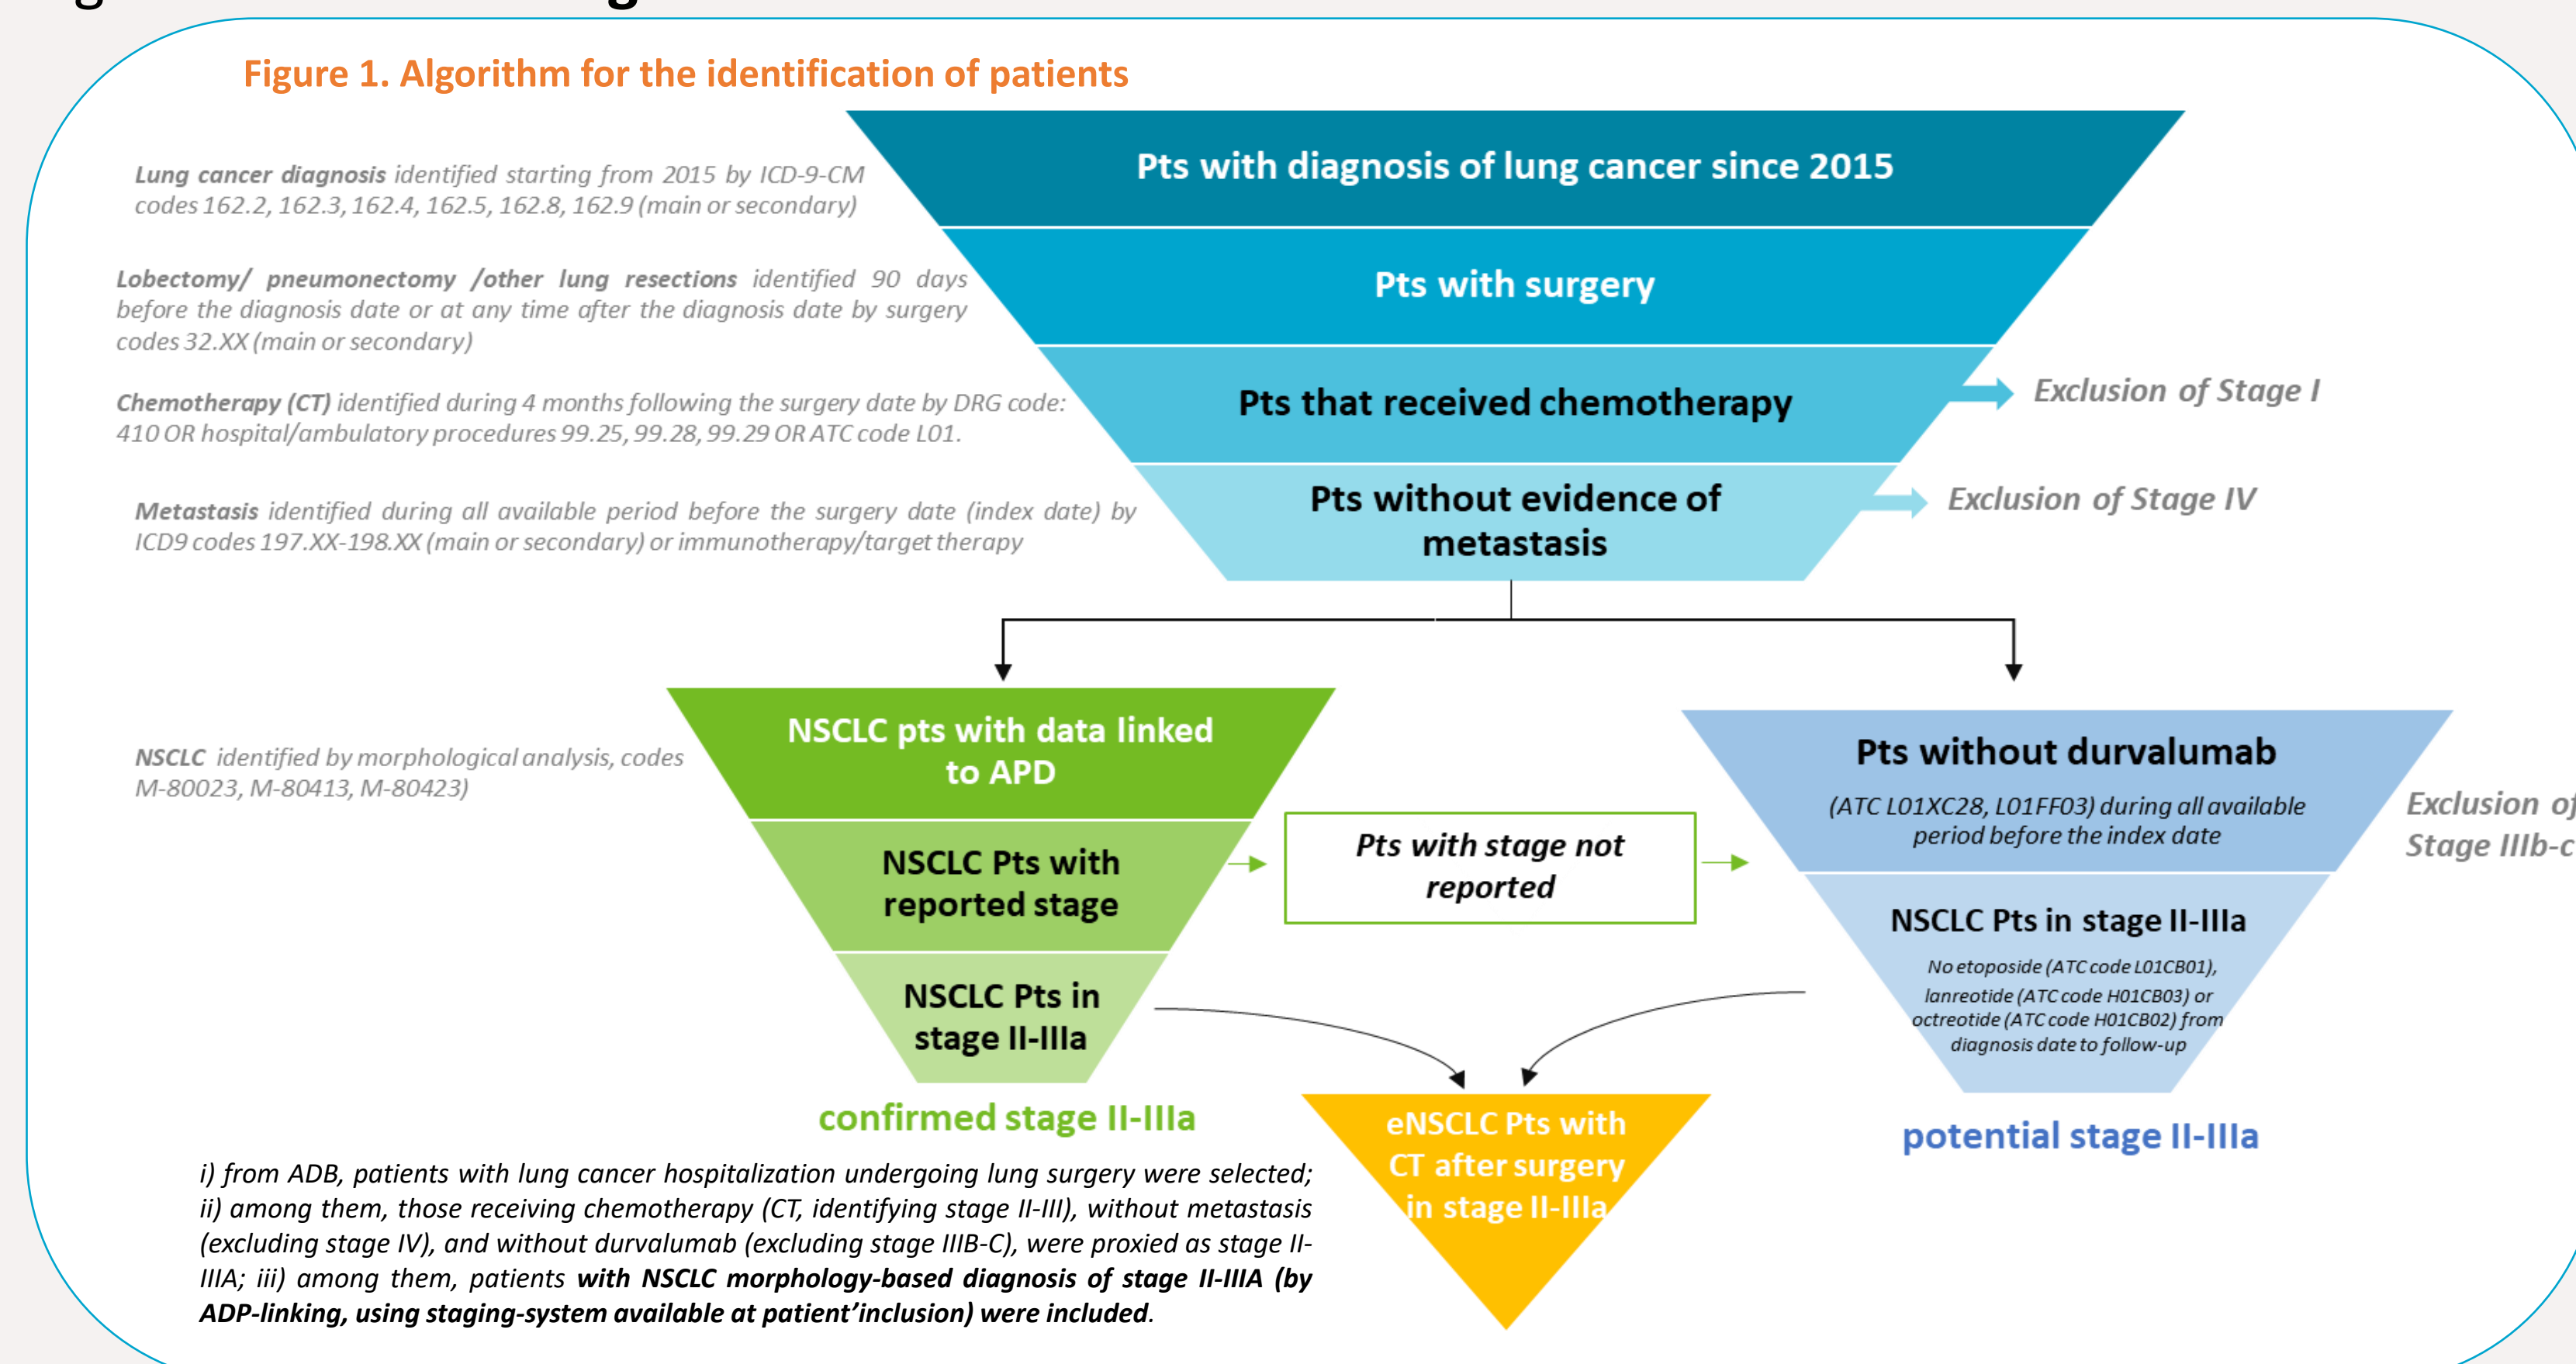 Figure 1. Algorithm for the identification of patients
Pts with diagnosis of lung cancer since 2015
Lung cancer diagnosis identified starting from 2015 by ICD-9-CM
codes 162.2, 162.3, 162.4, 162.5, 162.8, 162.9 (main or secondary)
Pts with surgery
Lobectomy/ pneumonectomy /other lung resections identified 90 days
before the diagnosis date or at any time after the diagnosis date by surgery
codes 32.XX (main or secondary)
Pts that received chemotherapy
Exclusion of Stage I
Chemotherapy (CT) identified during 4 months following the surgery date by DRG code:
410 OR hospital/ambulatory procedures 99.25, 99.28, 99.29 OR ATC code L01.
Pts without evidence of
metastasis
Exclusion of Stage IV
Metastasis identified during all available period before the surgery date (index date) by
ICD9 codes 197.XX-198.XX (main or secondary) or immunotherapy/target therapy
NSCLC pts with data linked
to APD
NSCLC identified by morphological analysis, codes
M-80023, M-80413, M-80423)
NSCLC Pts with
reported stage
Pts with stage not
reported
NSCLC Pts in
stage II-IIIa
confirmed stage II-IIIa
Pts without durvalumab
(ATC L01XC28, L01FF03) during all available
period before the index date
Exclusion of
Stage IIIb-c
NSCLC Pts in stage II-IIIa
No etoposide (ATC code L01CB01),
lanreotide (ATC code H01CB03) or
octreotide (ATC code H01CB02) from
diagnosis date to follow-up
potential stage II-IIIa
eNSCLC Pts with
CT after surgery
in stage II-IIIa
i) from ADB, patients with lung cancer hospitalization undergoing lung surgery were selected;
ii) among them, those receiving chemotherapy (CT, identifying stage II-III), without metastasis
(excluding stage IV), and without durvalumab (excluding stage IIIB-C), were proxied as stage II-
IIIA; iii) among them, patients with NSCLC morphology-based diagnosis of stage II-IIIA (by
ADP-linking, using staging-system available at patient'inclusion) were included.